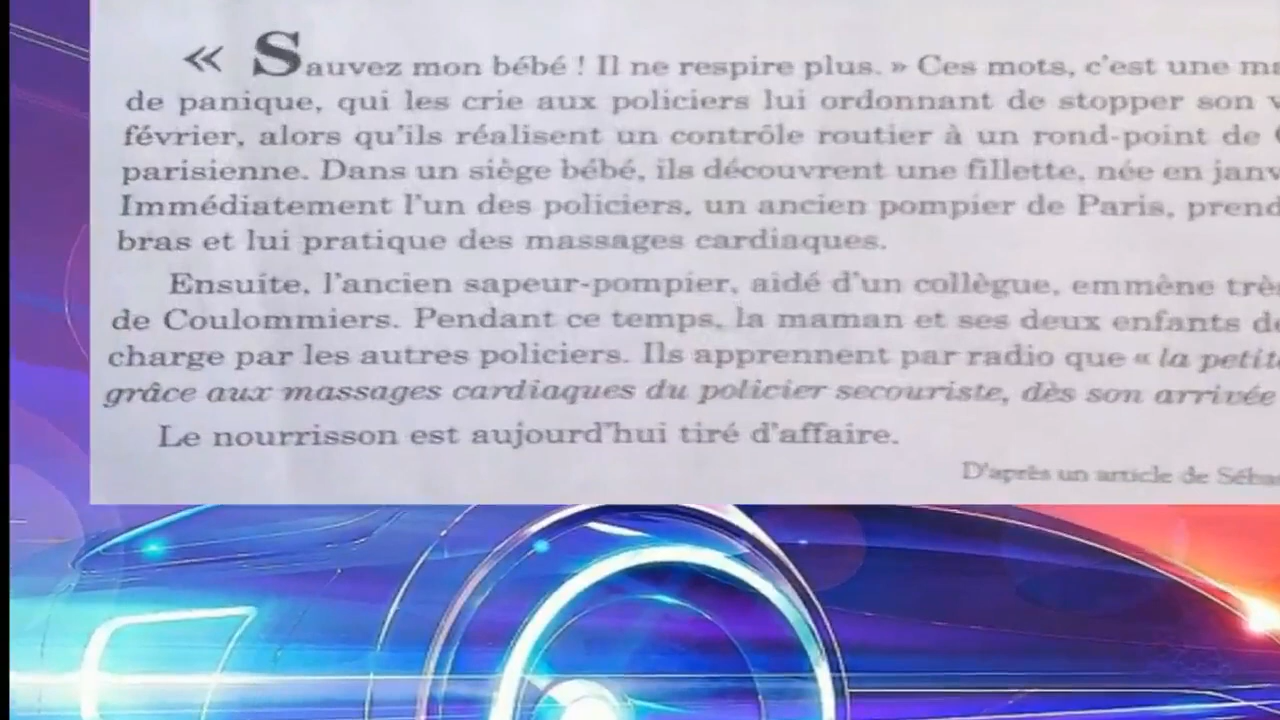 « Sauvez mon bébé ! Il ne respire plus. » Ces mots, c'est une
de panique, qui les crie aux policiers lui ordonnant de stopper son
février, alors qu'ils réalisent un contrôle routier à un rond-point de
parisienne. Dans un siège bébé, ils découvrent une fillette, née en
Immédiatement l'un des policiers, un ancien pompier de Paris, prend
bras et lui pratique des massages cardiaques.
Ensuite, l'ancien sapeur-pompier, aidé d'un collègue, emmène
de Coulommiers. Pendant ce temps, la maman et ses deux enfants
charge par les autres policiers. Ils apprennent par radio que « la
grâce aux massages cardiaques du policier secouriste, dès son arrivée
Le nourrisson est aujourd'hui tiré d'affaire.
D'après un article de